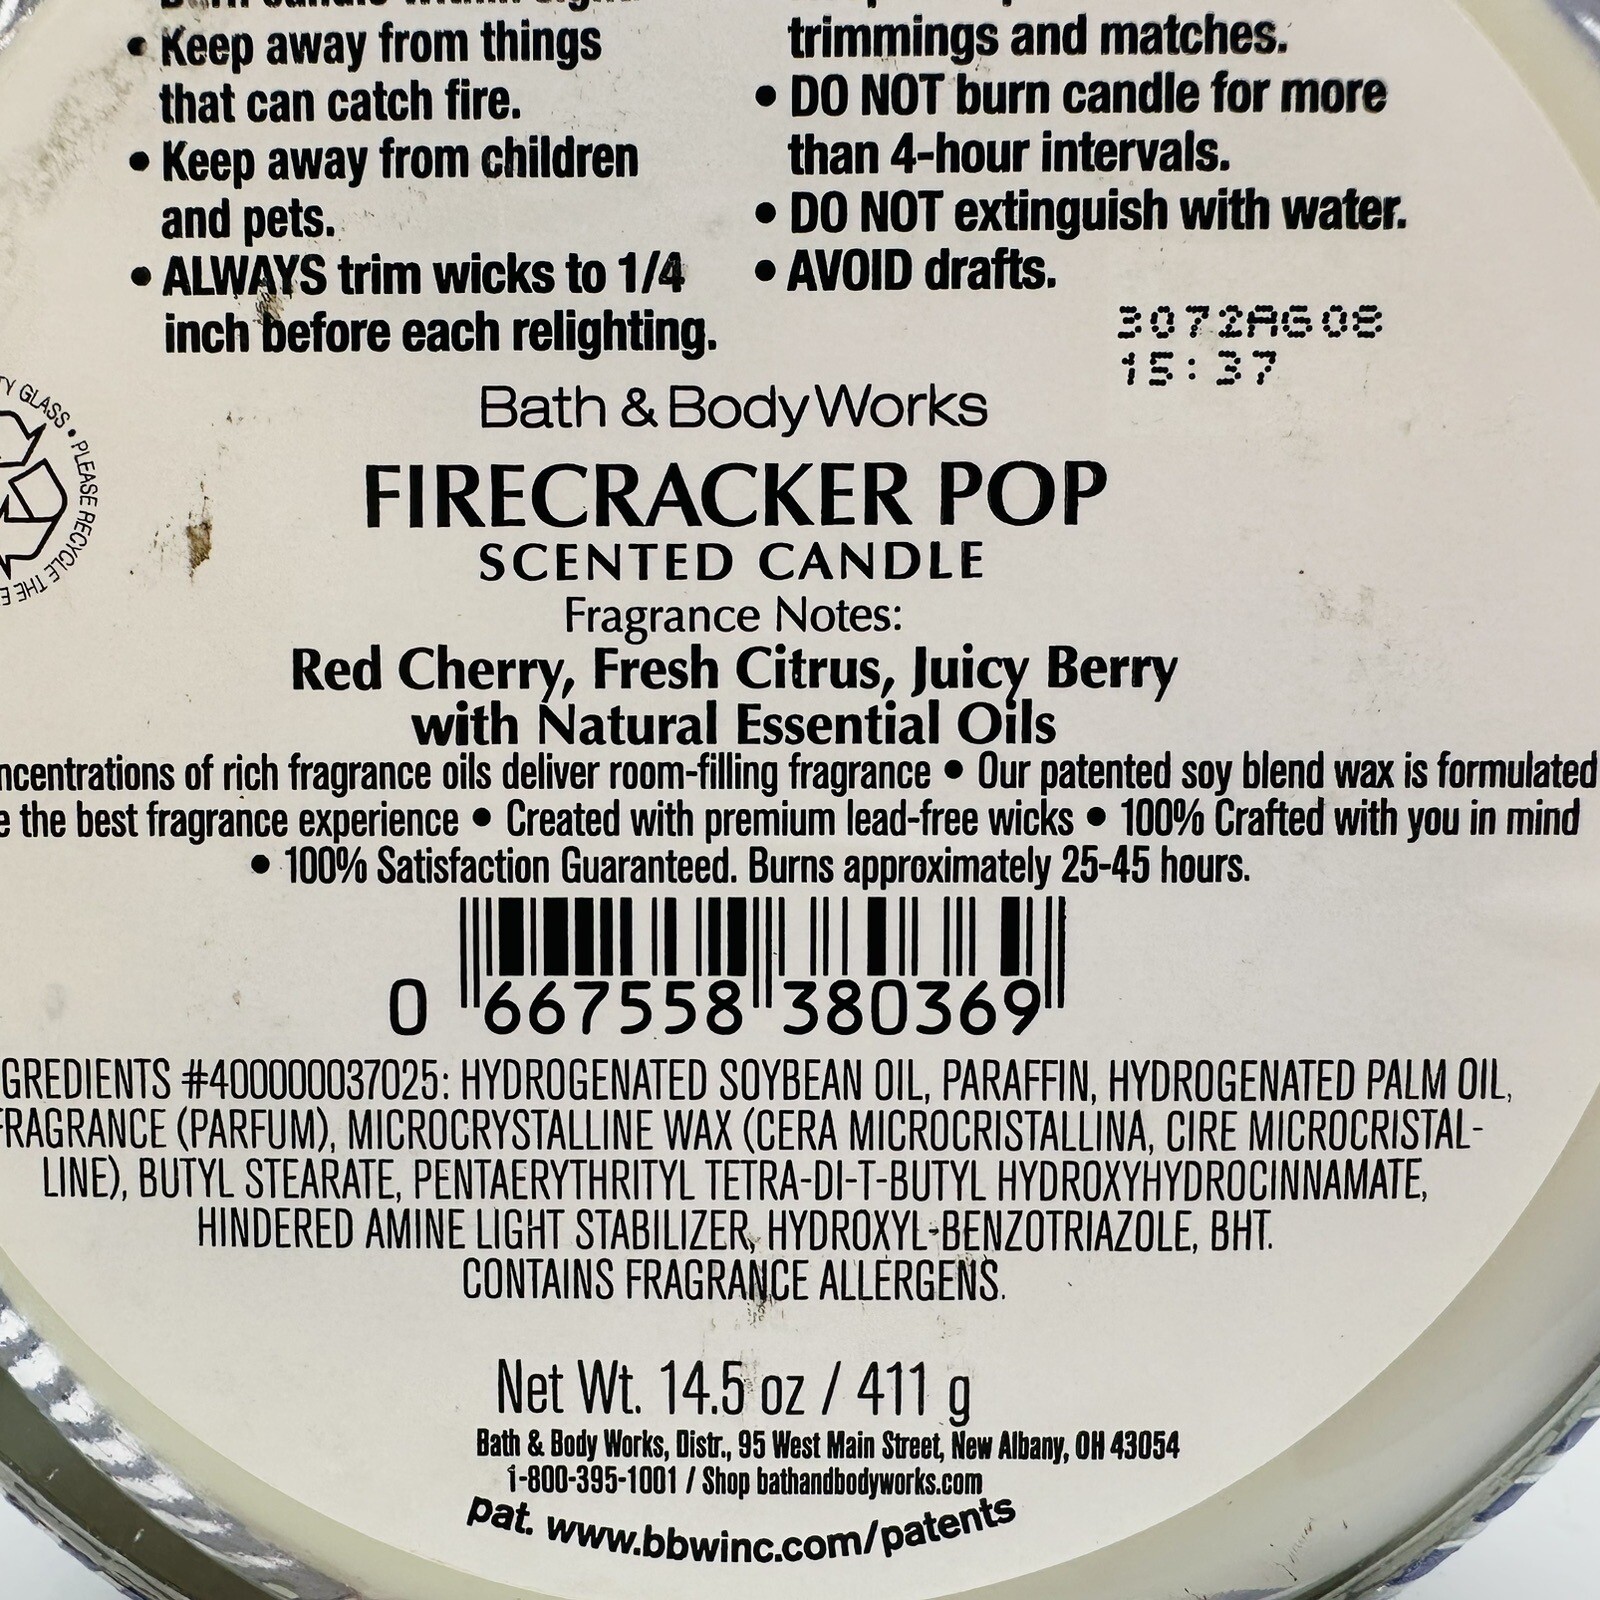 • Keep away from things
that can catch fire.
• Keep away from children
and pets.
• ALWAYS trim wicks to 1/4
inch before each relighting.
trimmings and matches.
• DO NOT burn candle for more
than 4-hour intervals.
• DO NOT extinguish with water.
• AVOID drafts.
3072AG08
15:37
GLASS • PLEASE RECYCLE THE
Bath & Body Works
FIRECRACKER POP
SCENTED CANDLE
Fragrance Notes:
Red Cherry, Fresh Citrus, Juicy Berry
with Natural Essential Oils
ncentrations of rich fragrance oils deliver room-filling fragrance • Our patented soy blend wax is formulated
e the best fragrance experience • Created with premium lead-free wicks • 100% Crafted with you in mind
• 100% Satisfaction Guaranteed. Burns approximately 25-45 hours.
0 667558 380369
GREDIENTS #400000037025: HYDROGENATED SOYBEAN OIL, PARAFFIN, HYDROGENATED PALM OIL,
FRAGRANCE (PARFUM), MICROCRYSTALLINE WAX (CERA MICROCRISTALLINA, CIRE MICROCRISTAL-
LINE), BUTYL STEARATE, PENTAERYTHRITYL TETRA-DI-T-BUTYL HYDROXYHYDROCINNAMATE,
HINDERED AMINE LIGHT STABILIZER, HYDROXYL-BENZOTRIAZOLE, BHT.
CONTAINS FRAGRANCE ALLERGENS.
Net Wt. 14.5 oz / 411 g
Bath & Body Works, Distr., 95 West Main Street, New Albany, OH 43054
1-800-395-1001 / Shop bathandbodyworks.com
pat. www.bbwinc.com/patents